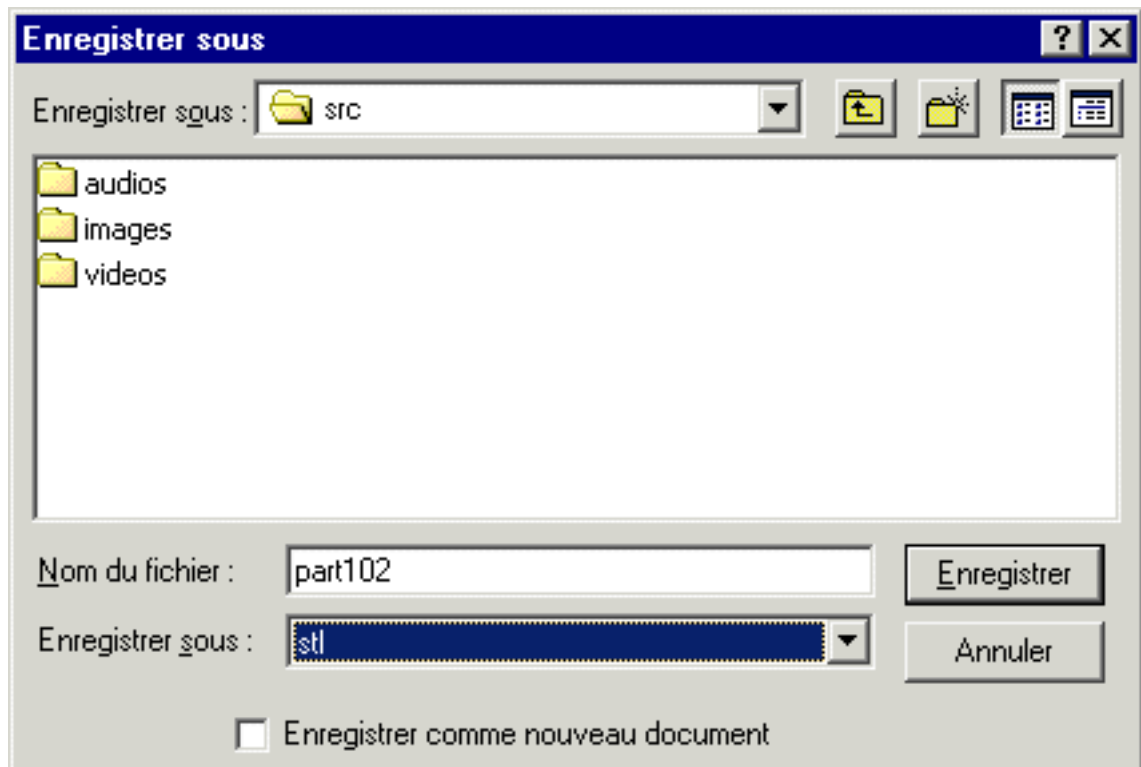 Enregistrer sous
Enregistrer sous : src
audios
images
videos
Nom du fichier : part102 Enregistrer
Enregistrer sous : stl Annuler
Enregistrer comme nouveau document